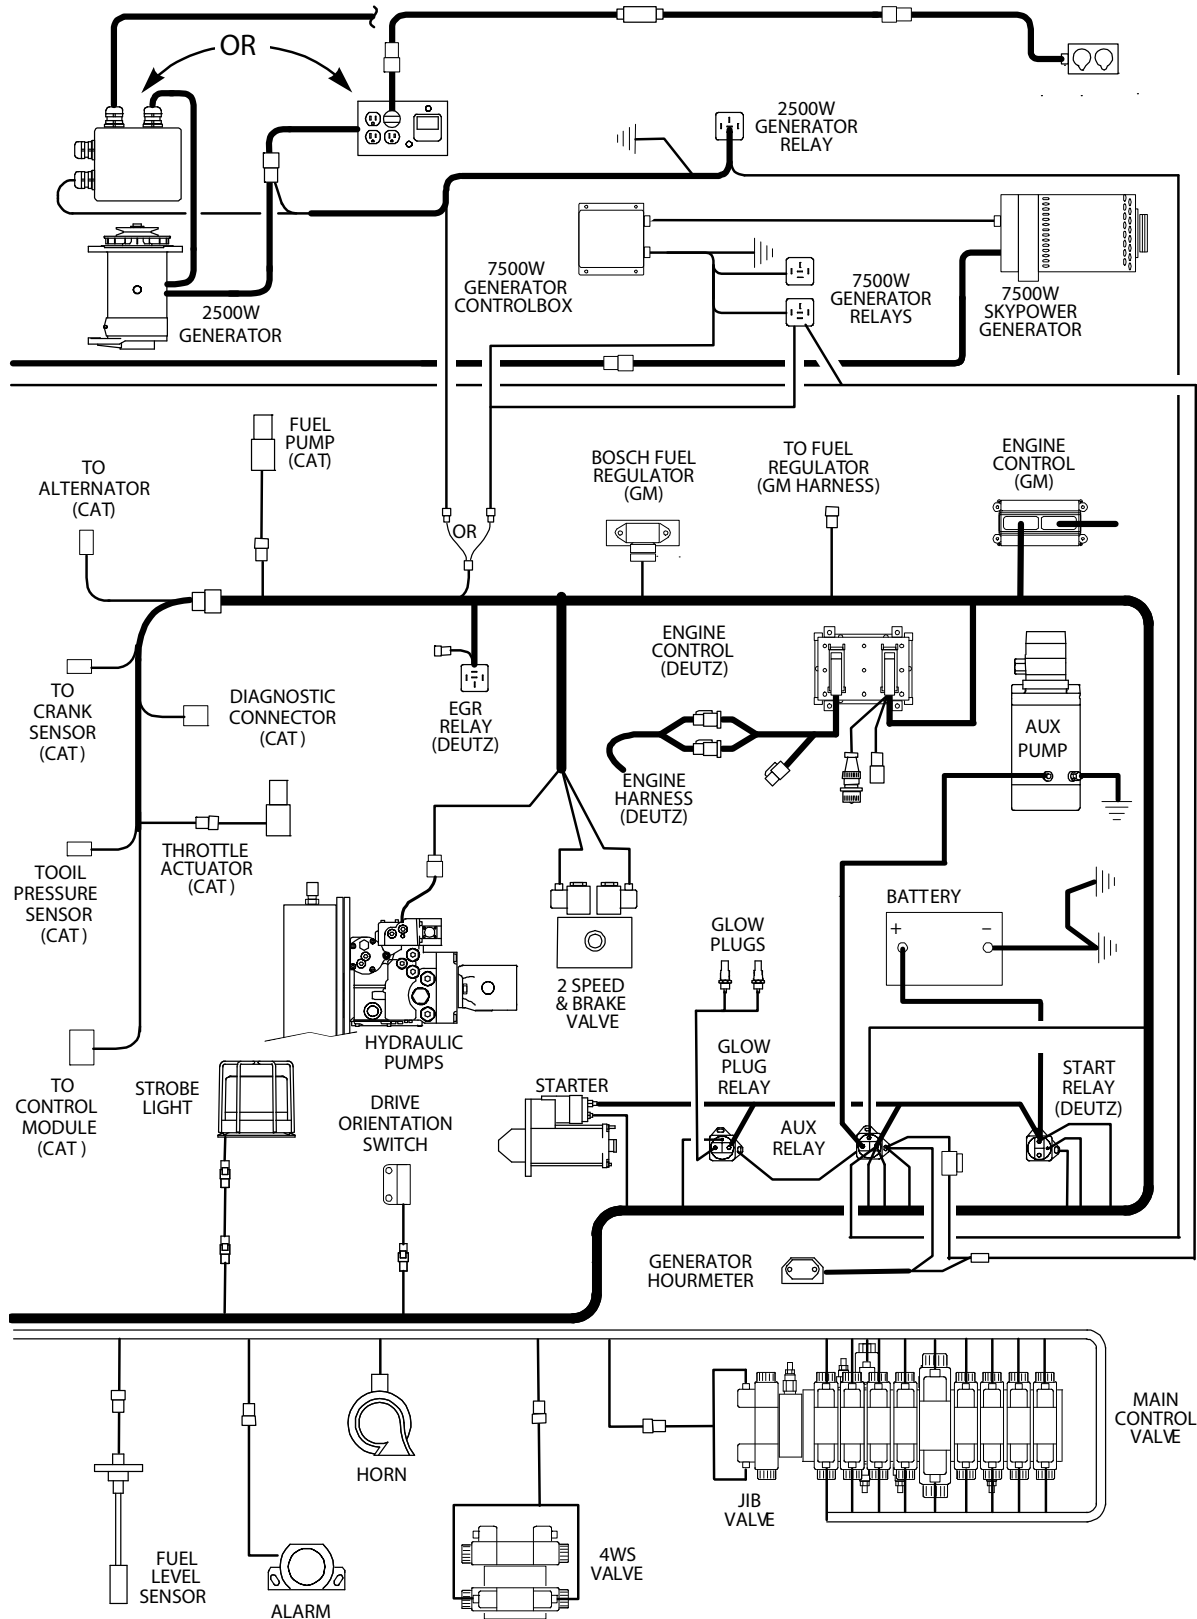 OR
2500W
GENERATOR
RELAY
7500W
GENERATOR
CONTROLBOX
7500W
GENERATOR
RELAYS
7500W
SKYPOWER
GENERATOR
2500W
GENERATOR
FUEL
PUMP
(CAT)
TO
ALTERNATOR
(CAT)
BOSCH FUEL
REGULATOR
(GM)
TO FUEL
REGULATOR
(GM HARNESS)
ENGINE
CONTROL
(GM)
OR
TO
CRANK
SENSOR
(CAT)
DIAGNOSTIC
CONNECTOR
(CAT)
EGR
RELAY
(DEUTZ)
ENGINE
CONTROL
(DEUTZ)
AUX
PUMP
ENGINE
HARNESS
(DEUTZ)
THROTTLE
ACTUATOR
(CAT)
TOOIL
PRESSURE
SENSOR
(CAT)
BATTERY
+ -
GLOW
PLUGS
2 SPEED
& BRAKE
VALVE
HYDRAULIC
PUMPS
TO
CONTROL
MODULE
(CAT)
STROBE
LIGHT
DRIVE
ORIENTATION
SWITCH
STARTER
GLOW
PLUG
RELAY
AUX
RELAY
START
RELAY
(DEUTZ)
GENERATOR
HOURMETER
HORN
JIB
VALVE
MAIN
CONTROL
VALVE
FUEL
LEVEL
SENSOR
ALARM
4WS
VALVE